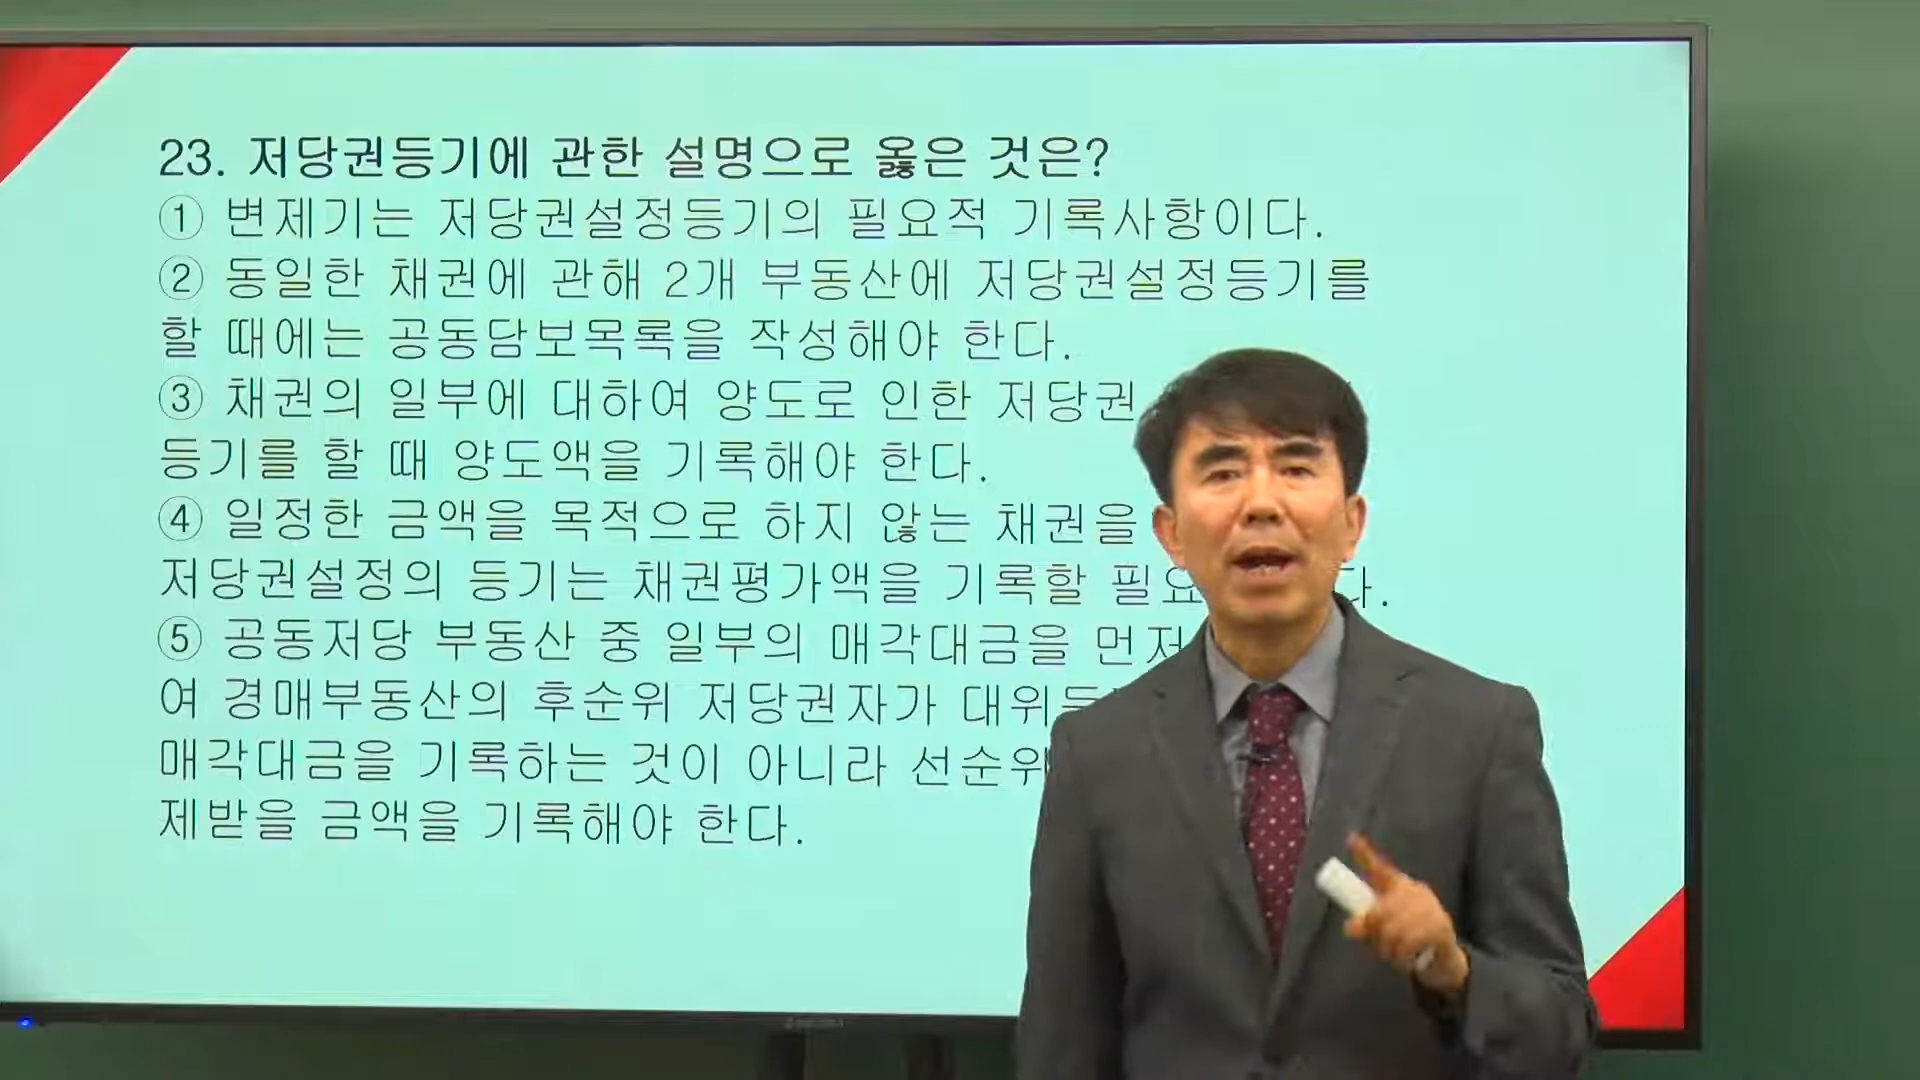 23. 저당권등기에 관한 설명으로 옳은 것은?
① 변제기는 저당권설정등기의 필요적 기록사항이다.
② 동일한 채권에 관해 2개 부동산에 저당권설정등기를
할 때에는 공동담보목록을 작성해야 한다.
③ 채권의 일부에 대하여 양도로 인한 저당권
등기를 할 때 양도액을 기록해야 한다.
④ 일정한 금액을 목적으로 하지 않는 채권을
저당권설정의 등기는 채권평가액을 기록할 다.
⑤ 공동저당 부동산 중 일부의 매각대금을 먼저
여 경매부동산의 후순위 저당권자가
매각대금을 기록하는 것이 아니라
제받을 금액을 기록해야 한다.